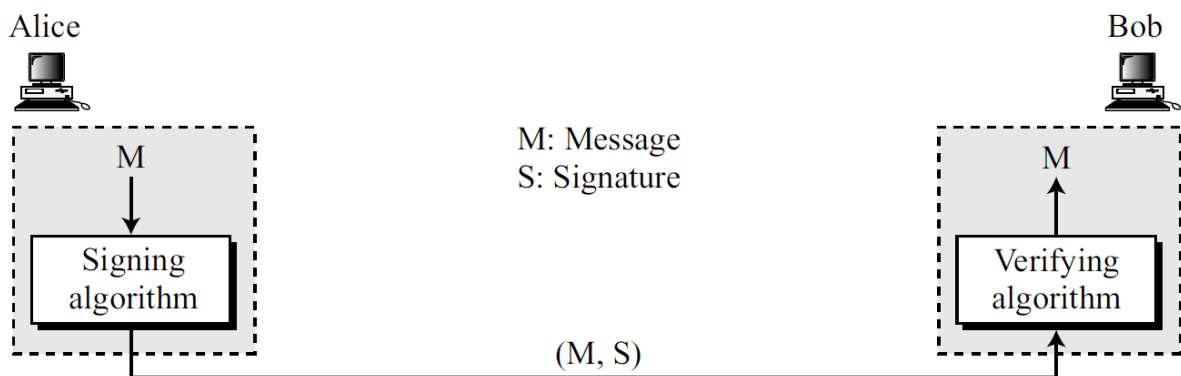 Alice
Bob
M: Message
S: Signature
M
M
Signing
algorithm
Verifying
algorithm
(M, S)